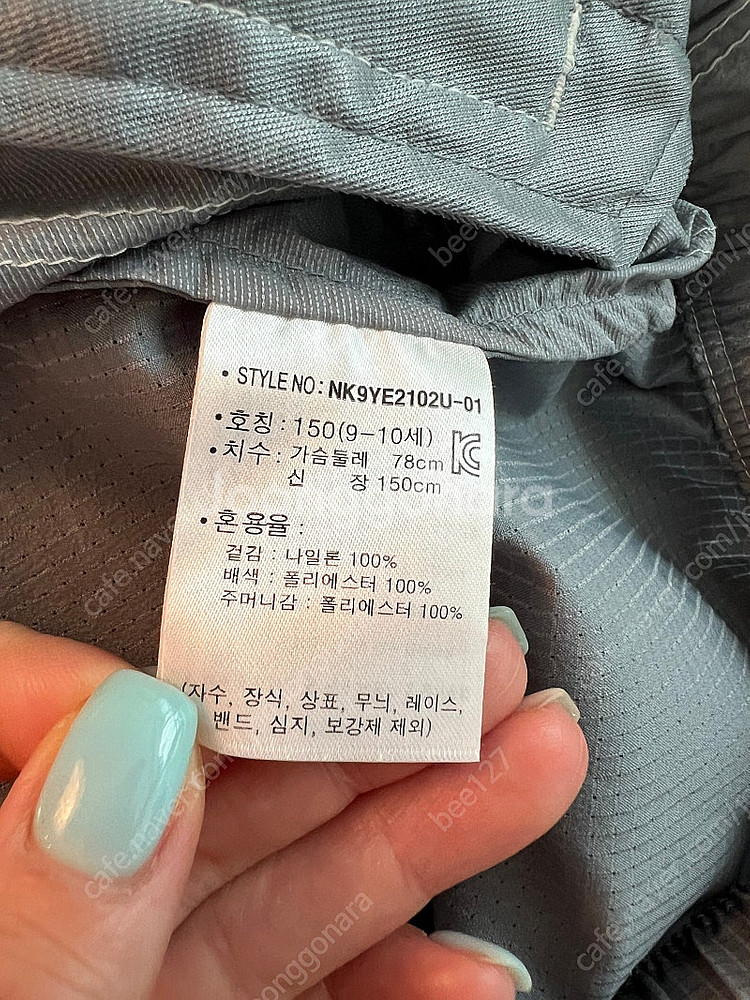 • STYLE NO: NK9YE2102U-01
• 호칭 : 150(9-10세)
• 치수 : 가슴둘레 78cm
신 장 150cm
• 혼용율 :
겉감 : 나일론 100%
배색 : 폴리에스터 100%
주머니감 : 폴리에스터 100%
(자수, 장식, 상표, 무늬, 레이스,
밴드, 심지, 보강제 제외)
bee127